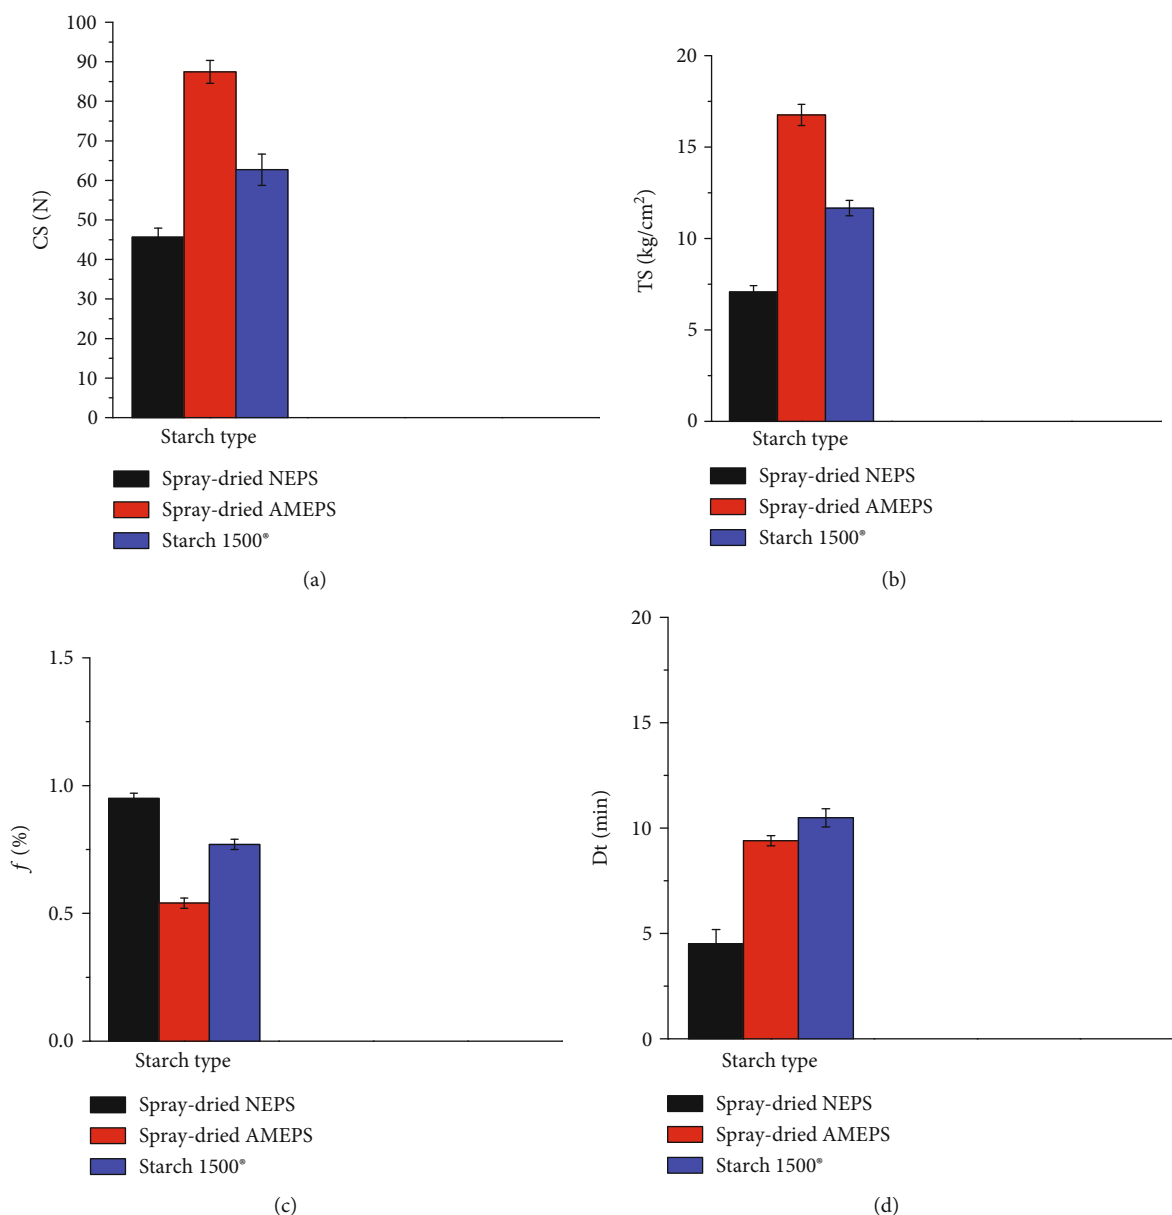 100
90
80
70
60
50
40
30
20
10
0
CS (N)
Starch type
Spray-dried NEPS
Spray-dried AMEPS
Starch 1500®
(a)
20
15
10
5
0
TS (kg/cm²)
Starch type
Spray-dried NEPS
Spray-dried AMEPS
Starch 1500®
(b)
1.5
1.0
0.5
0.0
f (%)
Starch type
Spray-dried NEPS
Spray-dried AMEPS
Starch 1500®
(c)
20
15
10
5
0
Dt (min)
Starch type
Spray-dried NEPS
Spray-dried AMEPS
Starch 1500®
(d)